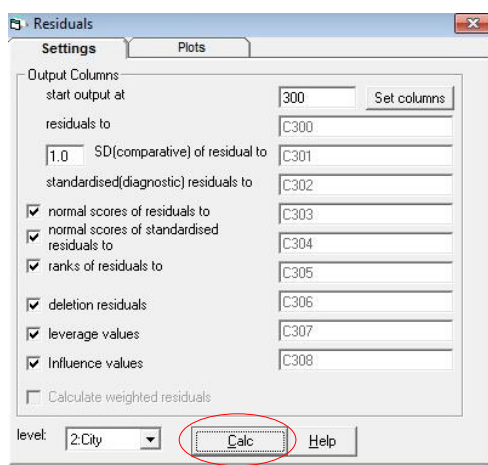 Residuals
Settings
Plots
Output Columns
start output at 300 Set columns
residuals to C300
1.0 SD(comparative) of residual to C301
standardised(diagnostic) residuals to C302
normal scores of residuals to C303
normal scores of standardised
residuals to C304
ranks of residuals to C305
deletion residuals C306
leverage values C307
Influence values C308
Calculate weighted residuals
level: 2:City Calc Help